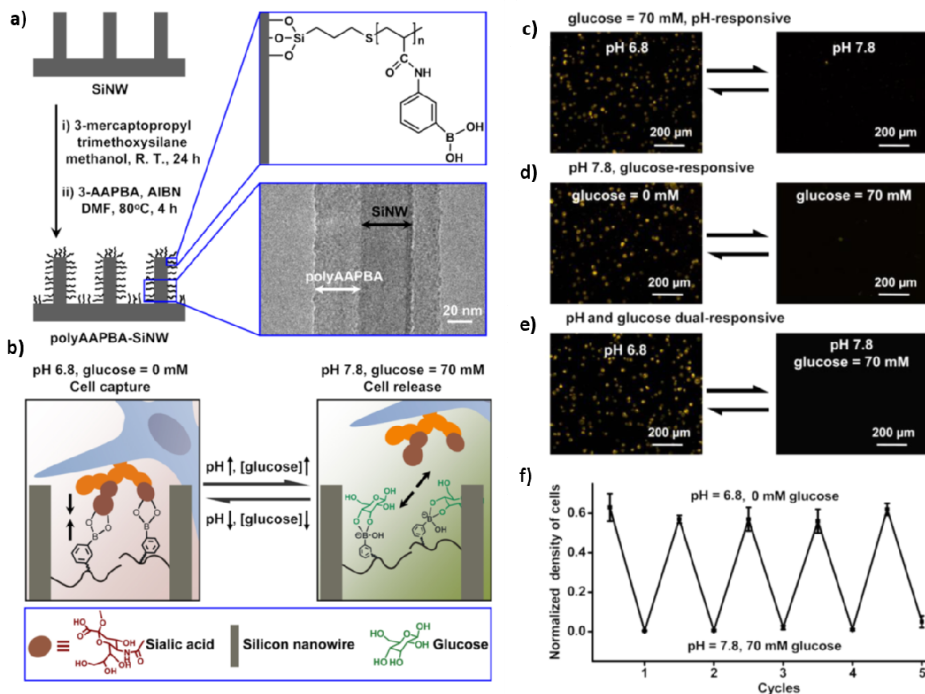 a)
SiNW
i) 3-mercaptopropyl
trimethoxysilane
methanol, R. T., 24 h
ii) 3-AAPBA, AIBN
DMF, 80°C, 4 h
polyAAPBA-SiNW
O
O
Si
O
S
n
O
C
NH
B
OH
OH
SiNW
polyAAPBA
20 nm
b)
pH 6.8, glucose = 0 mM
Cell capture
pH 7.8, glucose = 70 mM
Cell release
pH↑, [glucose]↑
pH↓, [glucose]↓
Sialic acid
Silicon nanowire
Glucose
c)
glucose = 70 mM, pH-responsive
pH 6.8
200 µm
pH 7.8
200 µm
d)
pH 7.8, glucose-responsive
glucose = 0 mM
200 µm
glucose = 70 mM
200 µm
e)
pH and glucose dual-responsive
pH 6.8
200 µm
pH 7.8
glucose = 70 mM
200 µm
f)
Normalized density of cells
0.6
0.4
0.2
0.0
pH = 6.8, 0 mM glucose
pH = 7.8, 70 mM glucose
1 2 3 4 5
Cycles